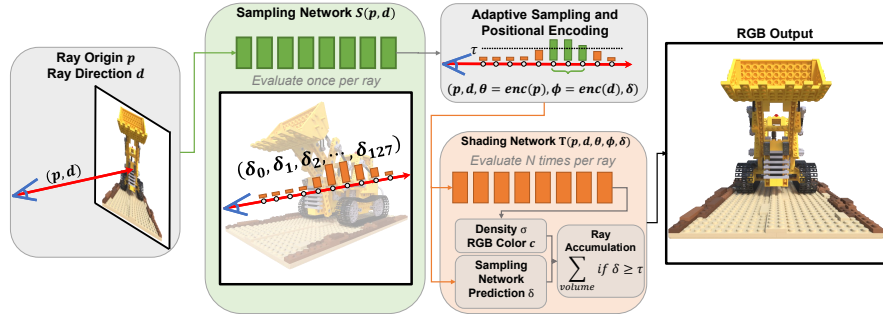 Ray Origin p
Ray Direction d
(p, d)
Sampling Network S(p, d)
Evaluate once per ray
(δ₀, δ₁, δ₂, ⋯, δ₁₂₇)
Adaptive Sampling and
Positional Encoding
τ
(p, d, θ = enc(p), ϕ = enc(d), δ)
Shading Network T(p, d, θ, ϕ, δ)
Evaluate N times per ray
Density σ
RGB Color c
Sampling
Network
Prediction δ
Ray
Accumulation
∑ if δ ≥ τ
volume
RGB Output